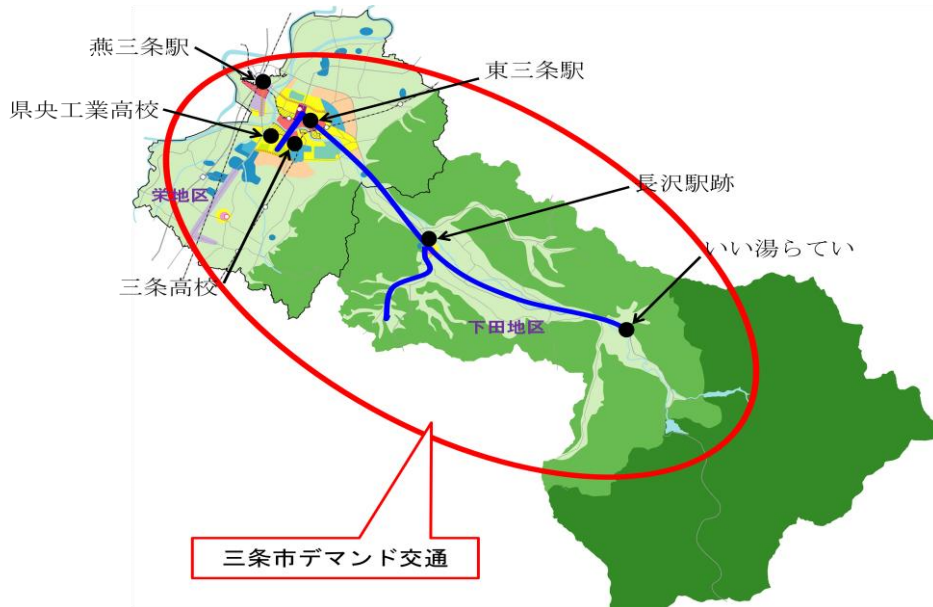 燕三条駅
東三条駅
県央工業高校
長沢駅跡
栄地区
いい湯らてい
三条高校
下田地区
三条市デマンド交通